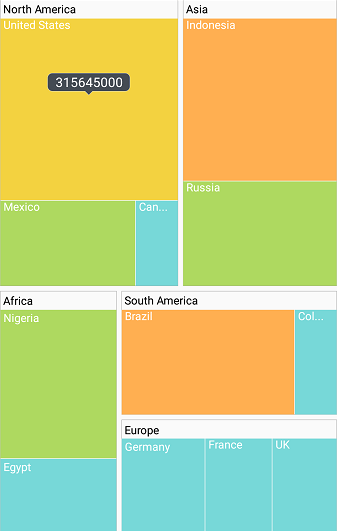 North America
United States
315645000
Mexico
Can...
Asia
Indonesia
Russia
Africa
Nigeria
Egypt
South America
Brazil
Col...
Europe
Germany
France
UK